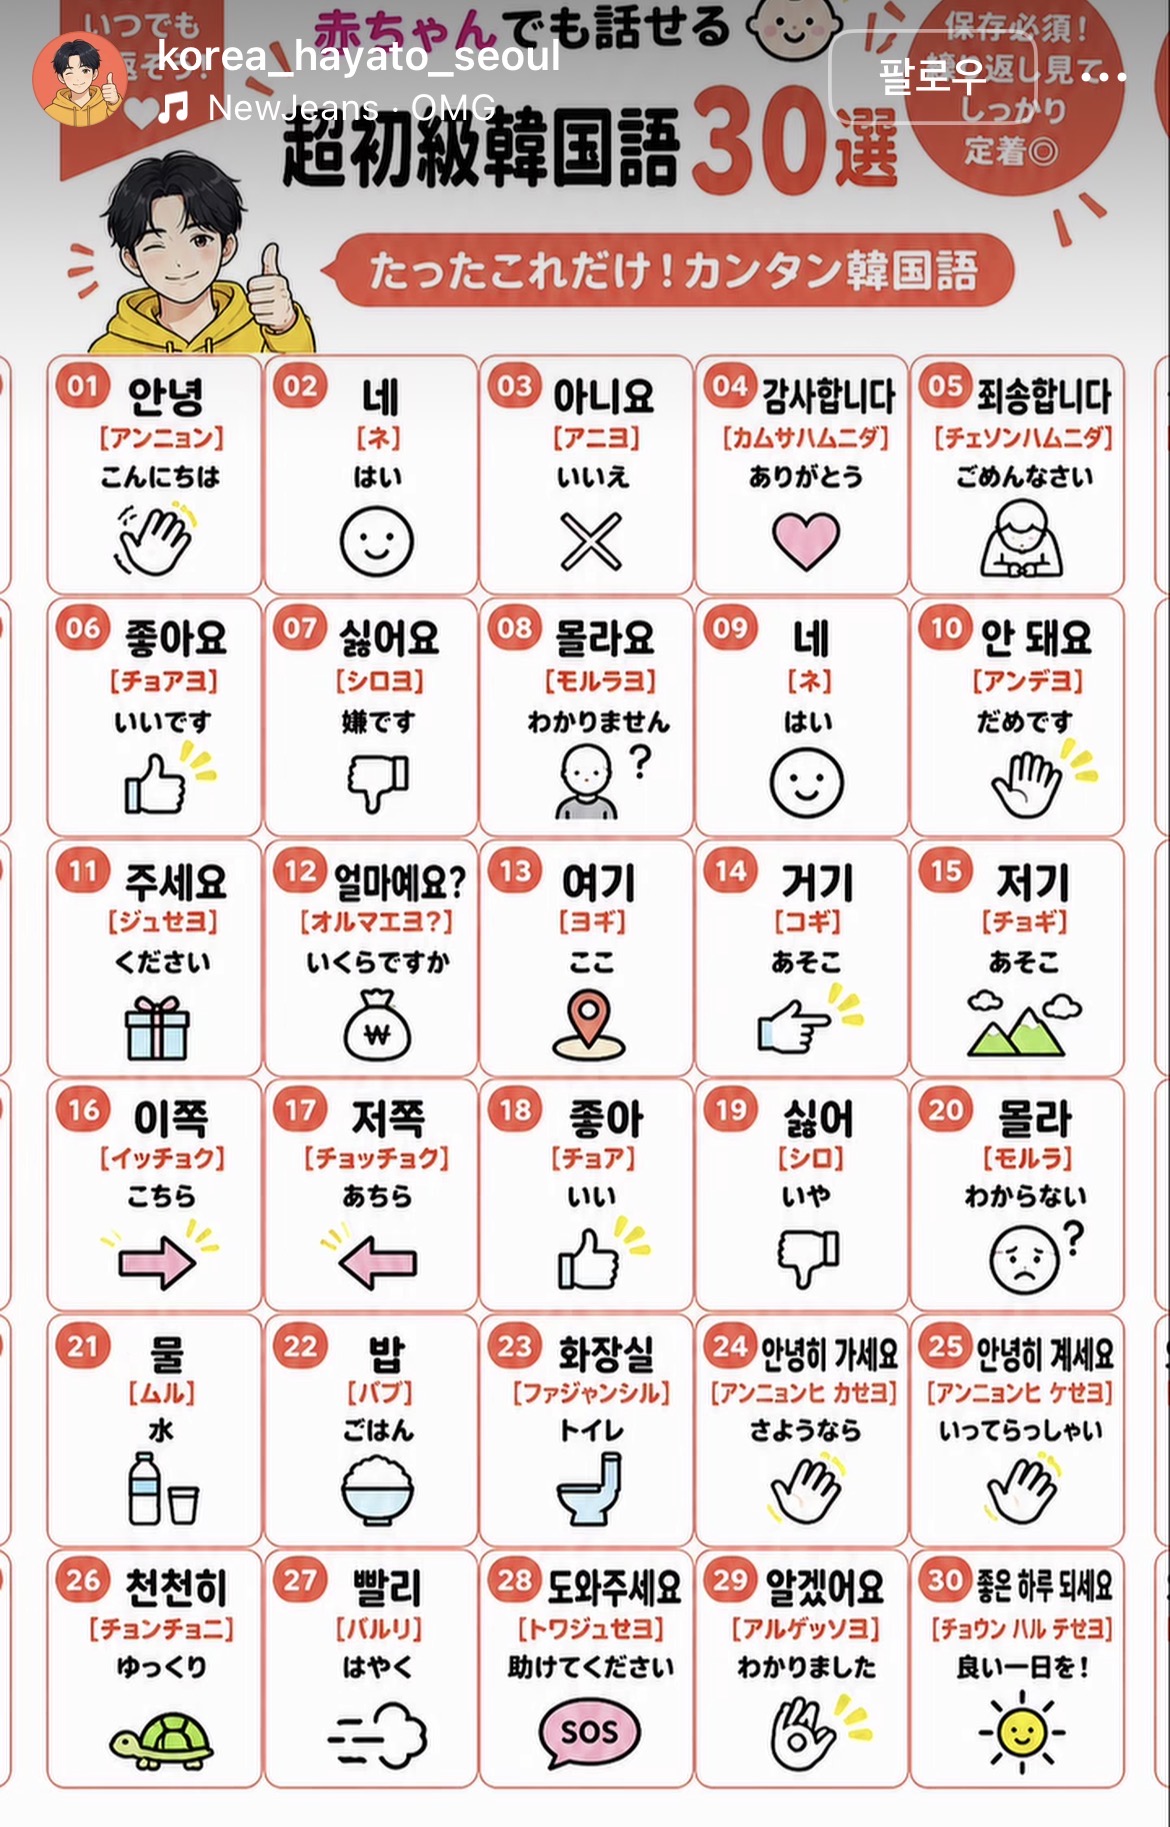 いつでも
赤ちゃんでも話せる
保存必須!
korea_hayato_seoul
팔로우
り返し見て
NewJeans · OMG
しっかり
定着◎
超初級韓国語30選
たったこれだけ!カンタン韓国語
01 안녕
[アンニョン]
こんにちは
02 네
[ネ]
はい
03 아니요
[アニヨ]
いいえ
04 감사합니다
[カムサハムニダ]
ありがとう
05 죄송합니다
[チェソンハムニダ]
ごめんなさい
06 좋아요
[チョアヨ]
いいです
07 싫어요
[シロヨ]
嫌です
08 몰라요
[モルラヨ]
わかりません
?
09 네
[ネ]
はい
10 안 돼요
[アンデヨ]
だめです
11 주세요
[ジュセヨ]
ください
12 얼마예요?
[オルマエヨ?]
いくらですか
₩
13 여기
[ヨギ]
ここ
14 거기
[コギ]
あそこ
15 저기
[チョギ]
あそこ
16 이쪽
[イッチョク]
こちら
17 저쪽
[チョッチョク]
あちら
18 좋아
[チョア]
いい
19 싫어
[シロ]
いや
20 몰라
[モルラ]
わからない
?
21 물
[ムル]
水
22 밥
[バプ]
ごはん
23 화장실
[ファジャンシル]
トイレ
24 안녕히 가세요
[アンニョンヒ カセヨ]
さようなら
25 안녕히 계세요
[アンニョンヒ ケセヨ]
いってらっしゃい
26 천천히
[チョンチョニ]
ゆっくり
27 빨리
[バルリ]
はやく
28 도와주세요
[トワジュセヨ]
助けてください
SOS
29 알겠어요
[アルゲッソヨ]
わかりました
30 좋은 하루 되세요
[チョウン ハル テセヨ]
良い一日を!